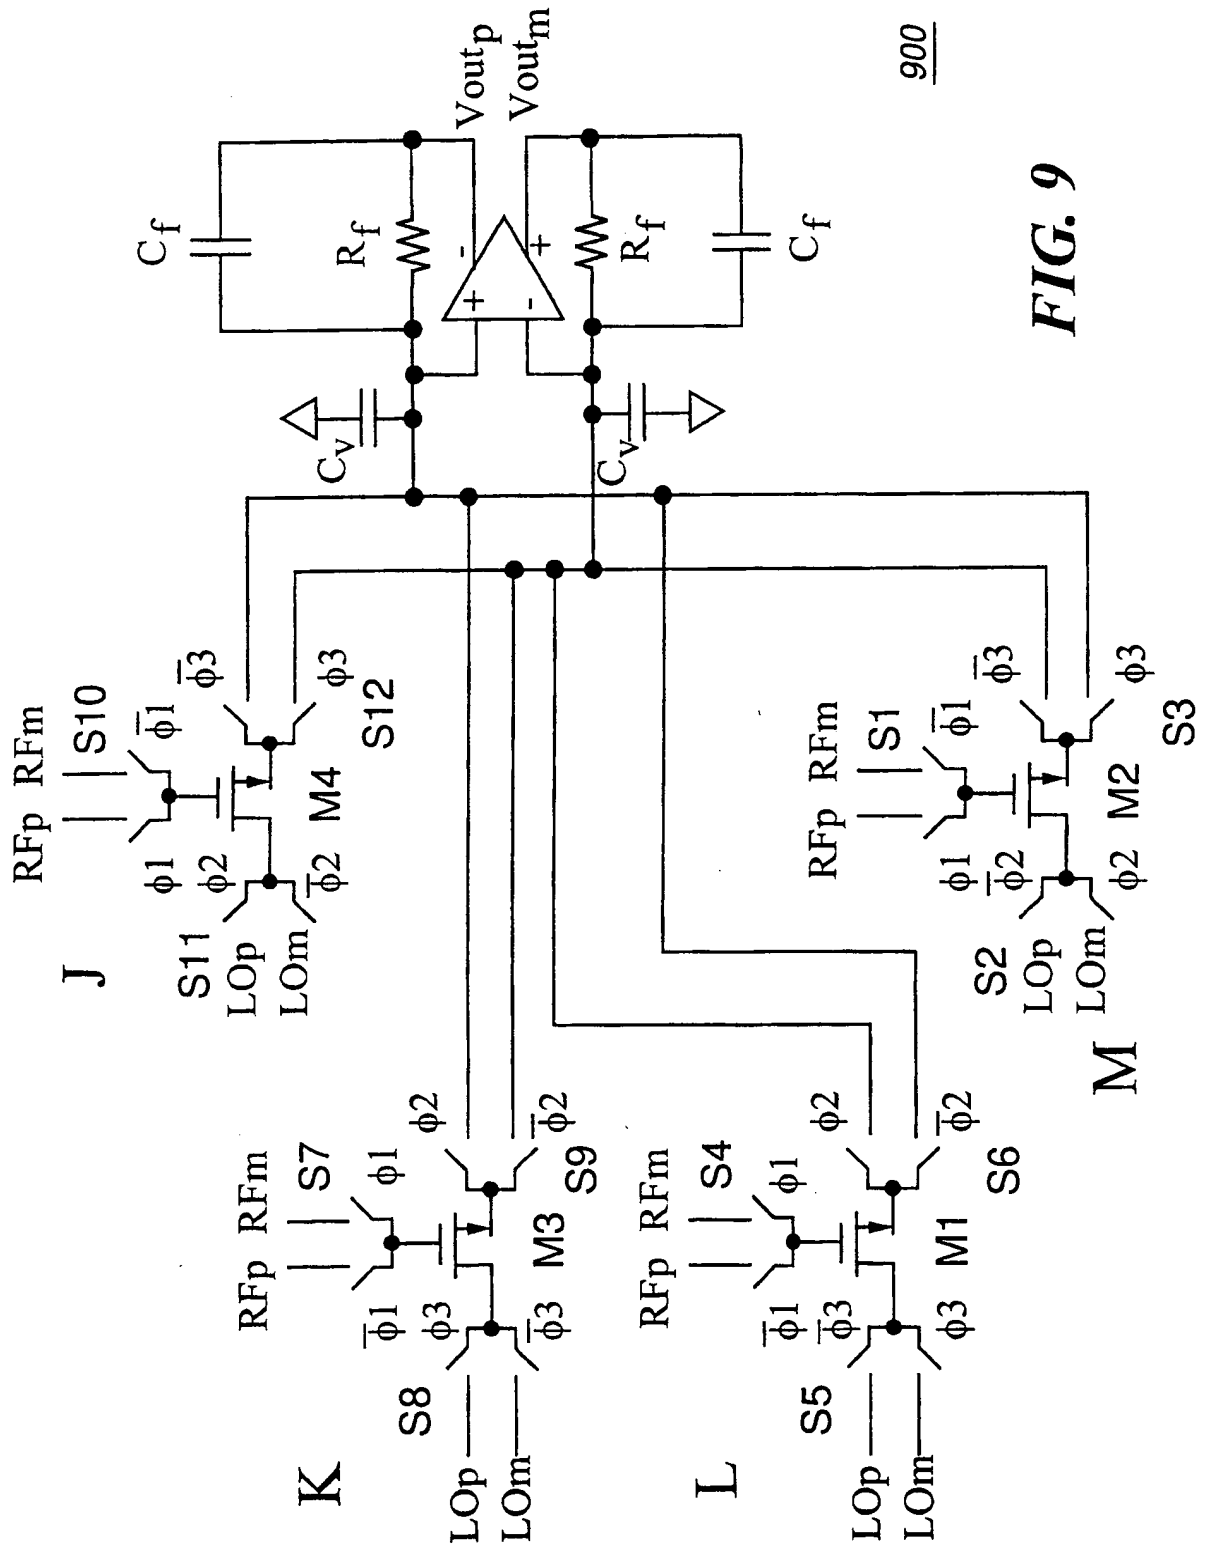 J
RFp RFm
S10
φ1 φ̅1
S11
φ2 φ̅3
LOp
LOm
φ̅2 φ3
M4 S12
K
RFp RFm
S7
φ̅1 φ1
S8
φ3 φ2
LOp
LOm
φ̅3 φ̅2
M3 S9
L
RFp RFm
S4
φ̅1 φ1
S5
φ̅3 φ2
LOp
LOm
φ3 φ̅2
M1 S6
M
RFp RFm
S1
φ1 φ̅1
S2
φ̅2 φ̅3
LOp
LOm
φ2 φ3
M2 S3
Cv
Cv
Cf
Rf
+ -
- +
Rf
Cf
Voutp
Voutm
900
FIG. 9